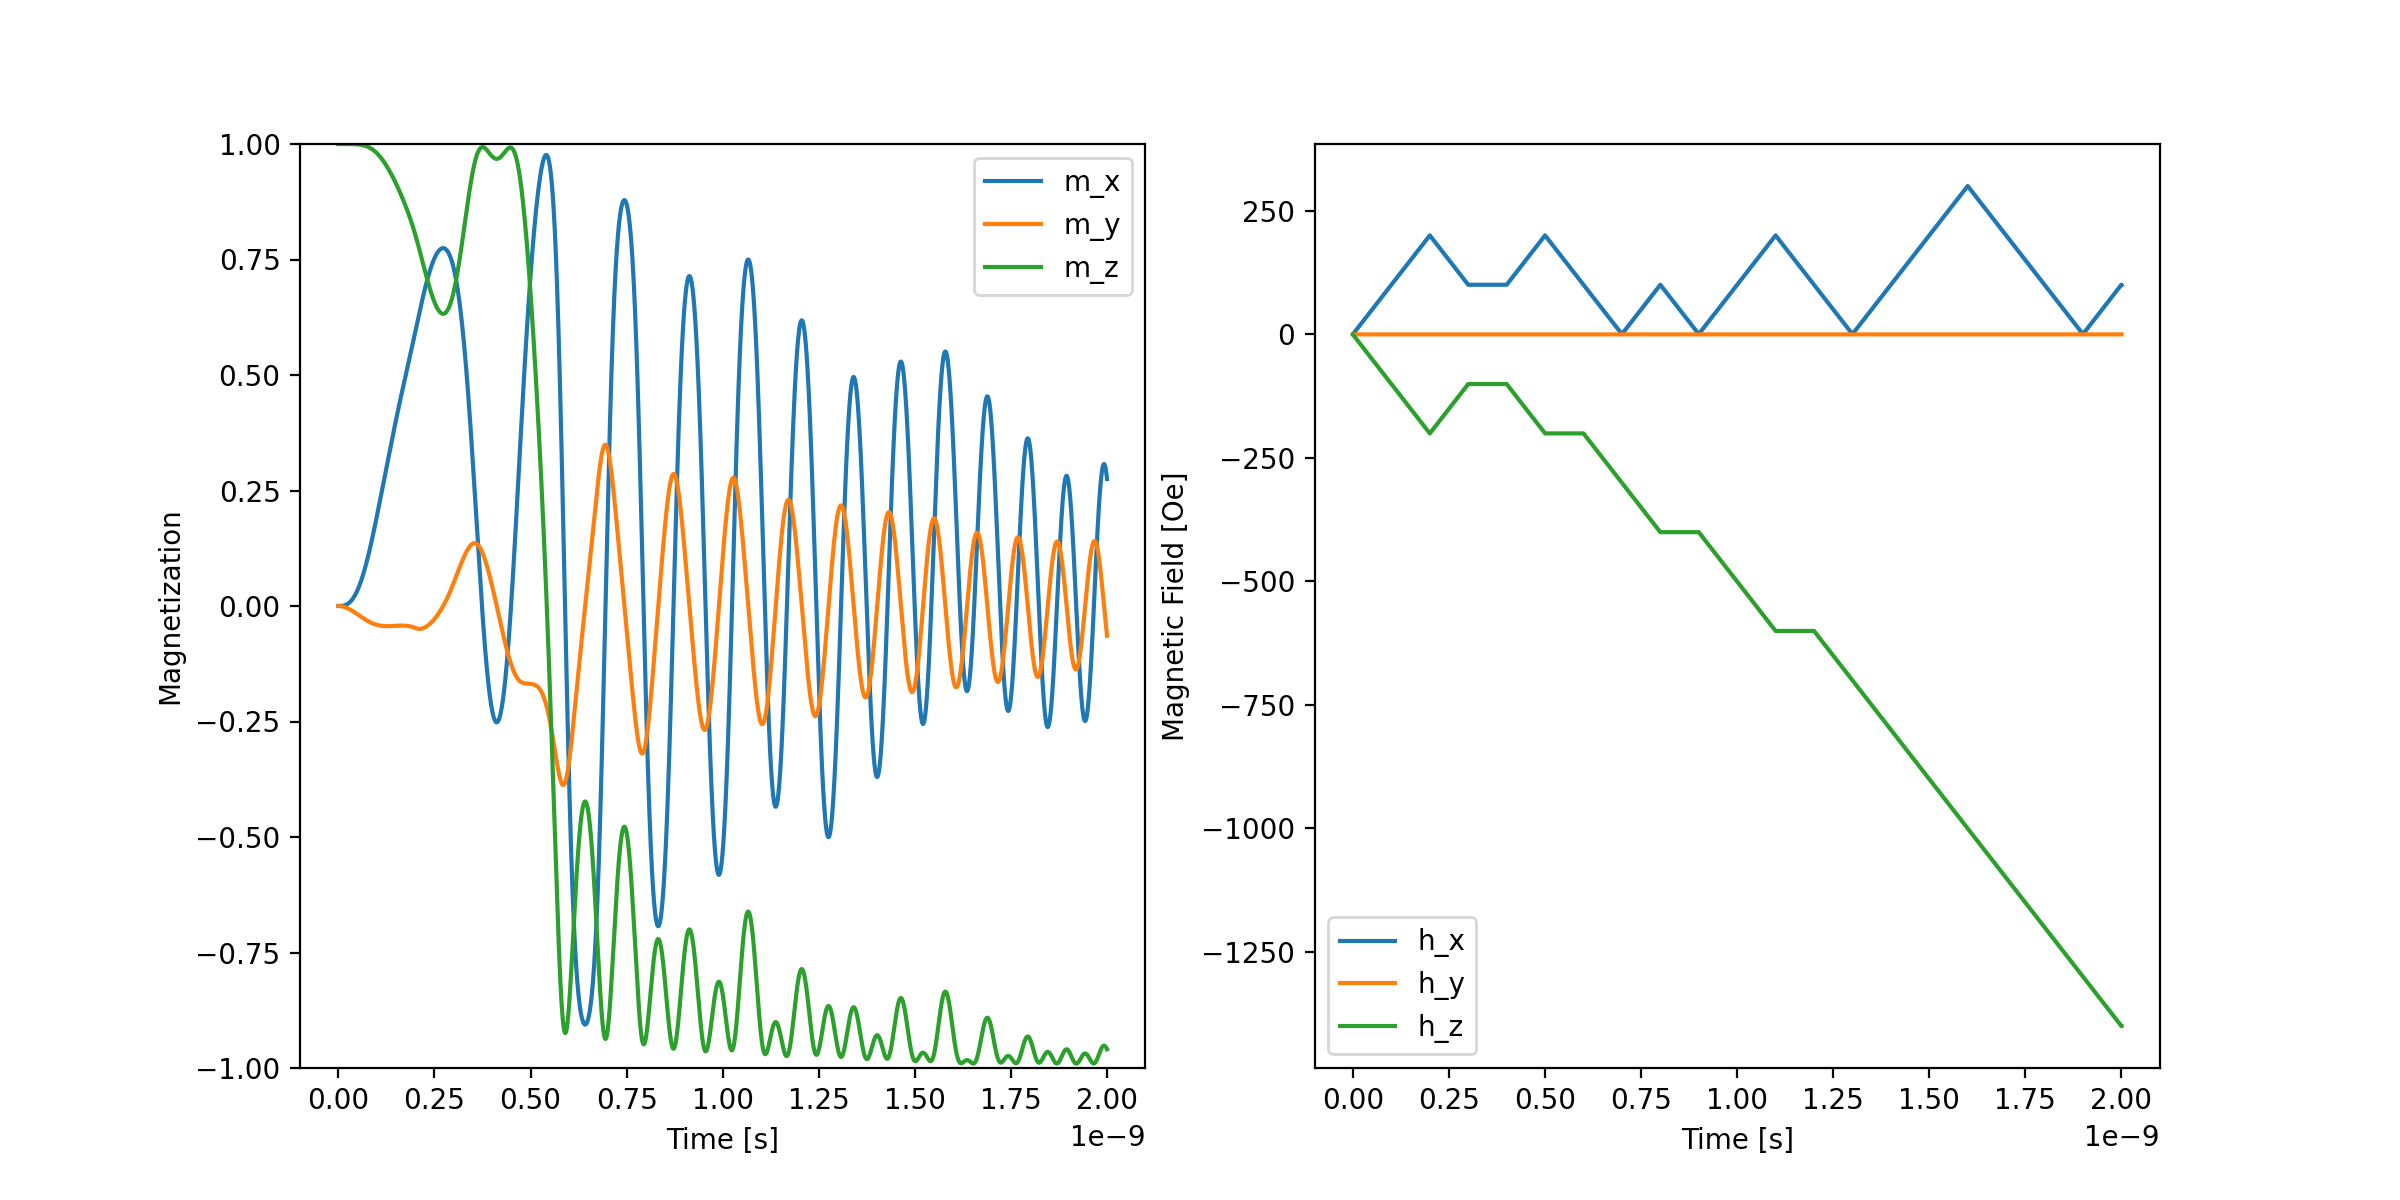 Magnetization
1.00
0.75
0.50
0.25
0.00
−0.25
−0.50
−0.75
−1.00
m_x
m_y
m_z
0.00 0.25 0.50 0.75 1.00 1.25 1.50 1.75 2.00
Time [s]
1e−9
Magnetic Field [Oe]
250
0
−250
−500
−750
−1000
−1250
h_x
h_y
h_z
0.00 0.25 0.50 0.75 1.00 1.25 1.50 1.75 2.00
Time [s]
1e−9